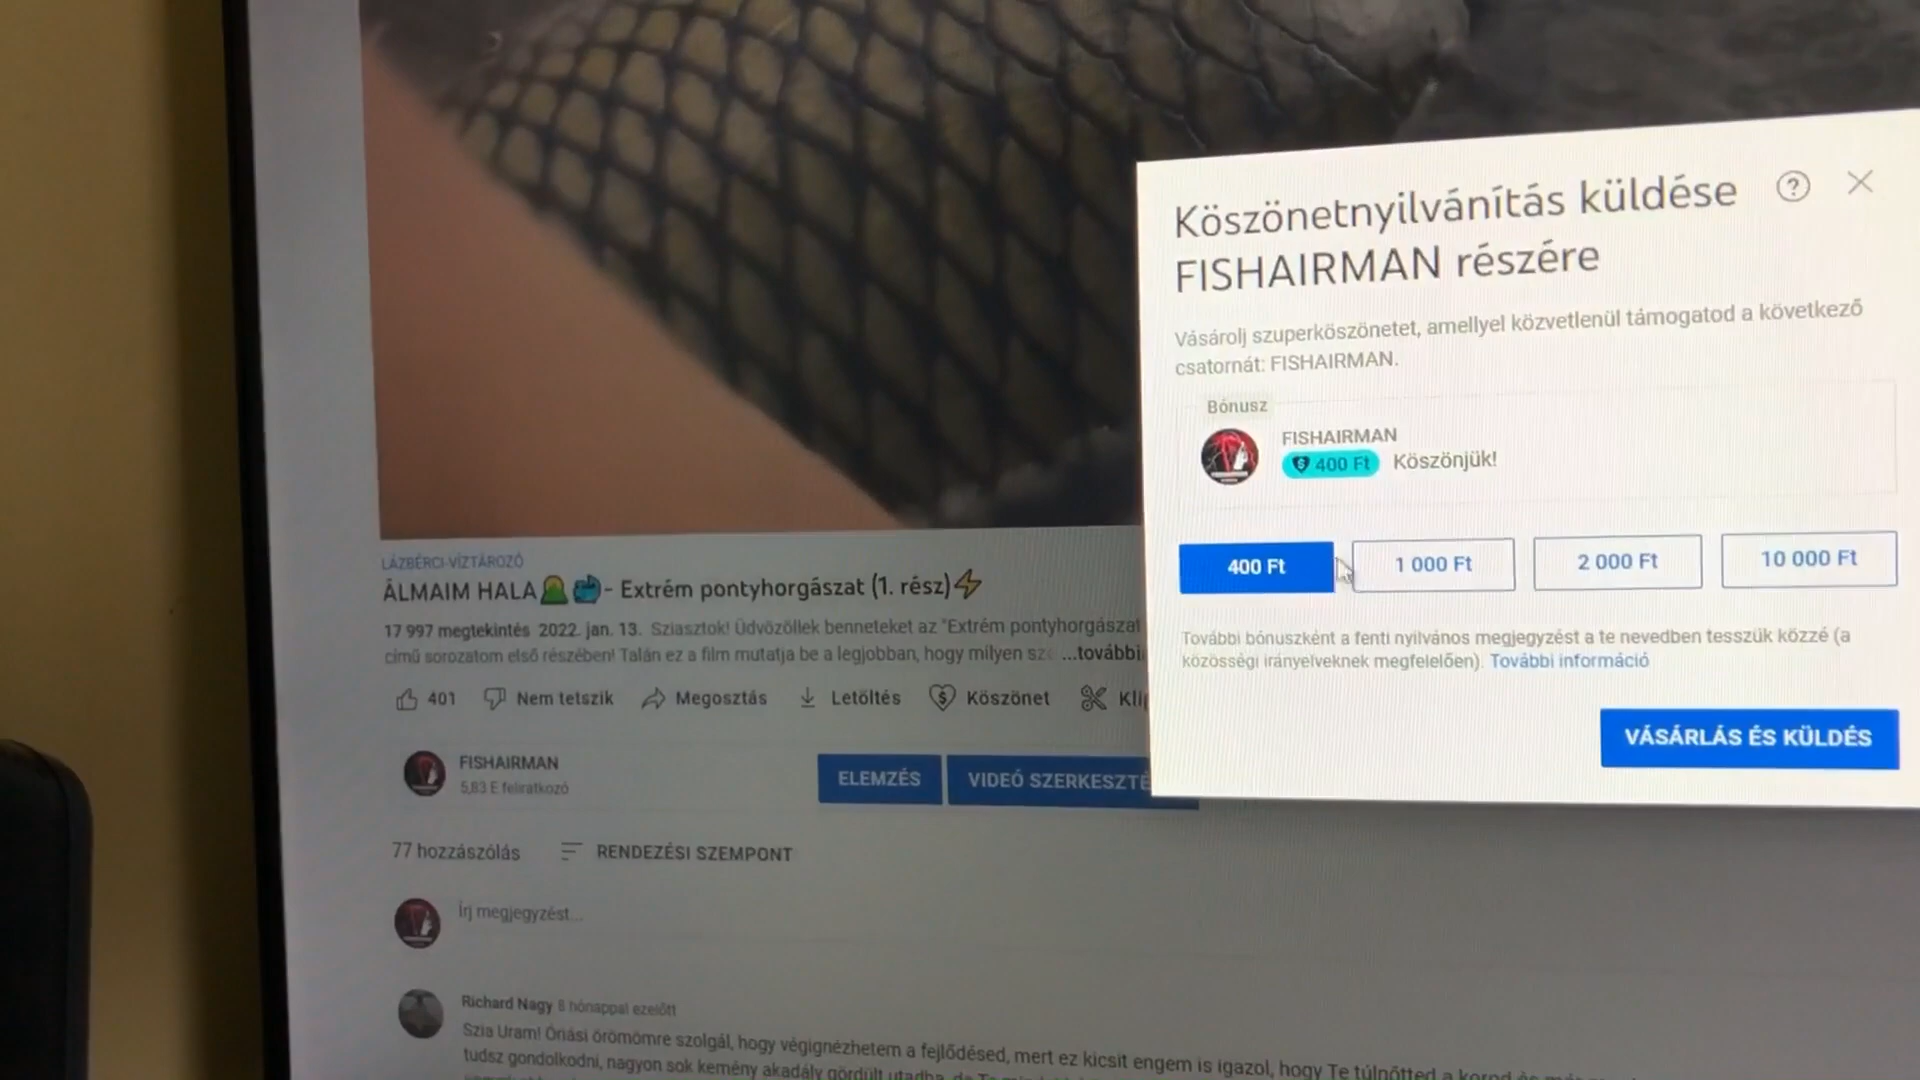 Köszönetnyilvánítás küldése
FISHAIRMAN részére
Vásárolj szuperköszönetet, amellyel közvetlenül támogatod a következő
csatornát: FISHAIRMAN.
Bónusz
FISHAIRMAN
400 Ft Köszönjük!
400 Ft 1 000 Ft 2 000 Ft 10 000 Ft
További bónuszként a fenti nyilvános megjegyzést a te nevedben tesszük közzé (a
közösségi irányelveknek megfelelően). További információ
VÁSÁRLÁS ÉS KÜLDÉS
LÁZBÉRCI-VÍZTÁROZÓ
ÁLMAIM HALA - Extrém pontyhorgászat (1. rész)
17 997 megtekintés 2022. jan. 13. Sziasztok! Üdvözöllek benneteket az "Extrém pontyhorgászat
című sorozatom első részében! Talán ez a film mutatja be a legjobban, hogy milyen ...további
401 Nem tetszik Megosztás Letöltés Köszönet
FISHAIRMAN
5,83 E feliratkozó
ELEMZÉS VIDEÓ SZERKESZTÉ
77 hozzászólás RENDEZÉSI SZEMPONT
Írj megjegyzést...
Richard Nagy 8 hónappal ezelőtt
Szia Uram! Óriási örömömre szolgál, hogy végignézhetem a fejlődésed, mert ez kicsit engem is igazol, hogy Te túlnőtted a korod és
tudsz gondolkodni, nagyon sok kemény akadály gördült utadba, de